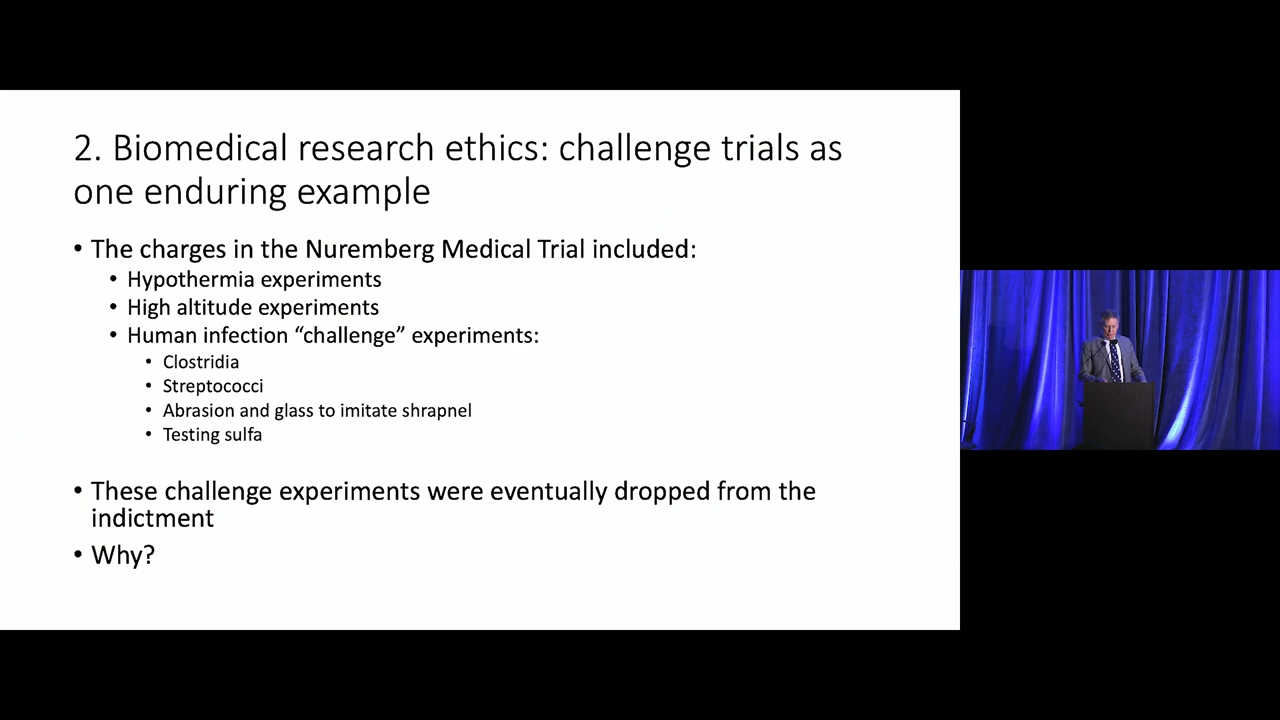 2. Biomedical research ethics: challenge trials as
one enduring example
• The charges in the Nuremberg Medical Trial included:
• Hypothermia experiments
• High altitude experiments
• Human infection “challenge” experiments:
• Clostridia
• Streptococci
• Abrasion and glass to imitate shrapnel
• Testing sulfa
• These challenge experiments were eventually dropped from the
indictment
• Why?